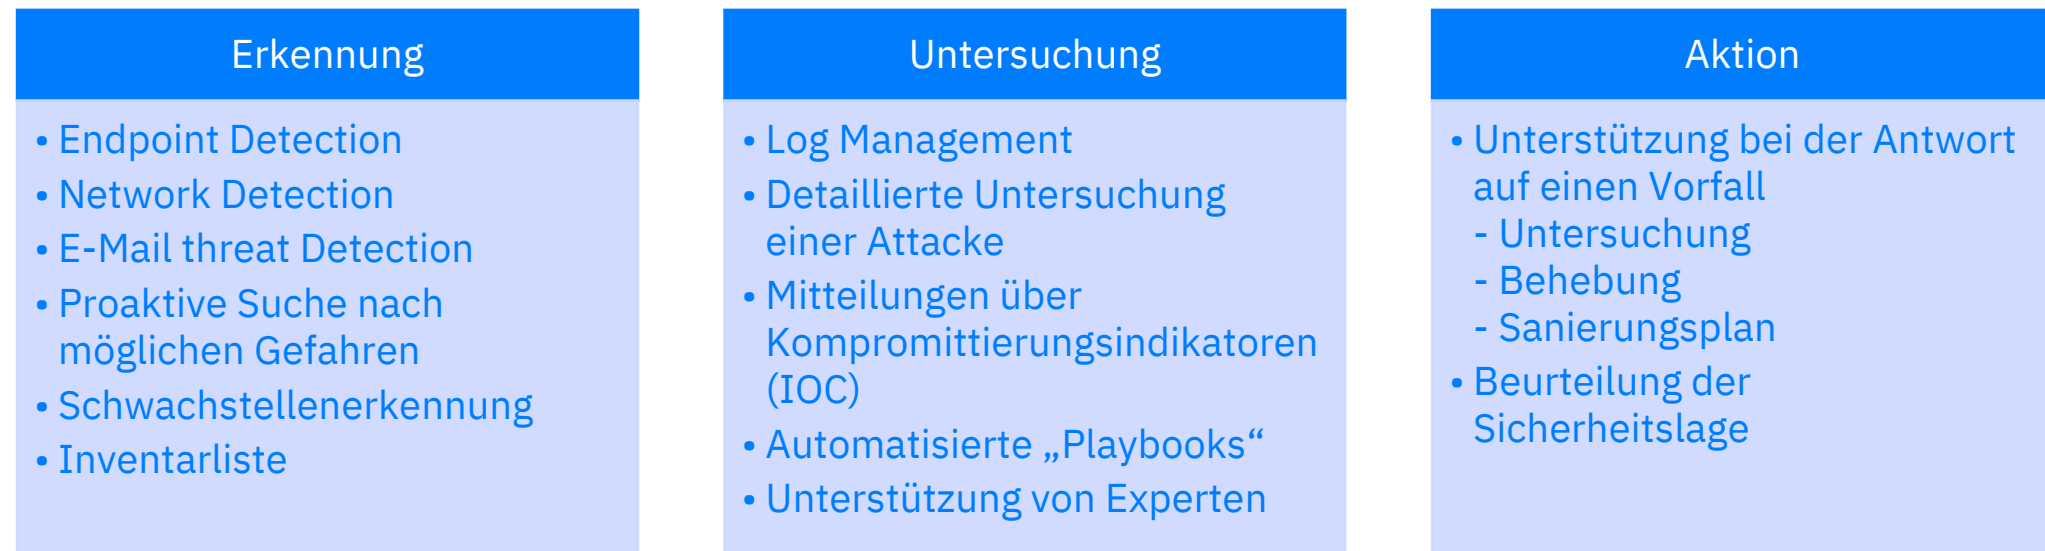 Erkennung
• Endpoint Detection
• Network Detection
• E-Mail threat Detection
• Proaktive Suche nach
möglichen Gefahren
• Schwachstellenerkennung
• Inventarliste
Untersuchung
• Log Management
• Detaillierte Untersuchung
einer Attacke
• Mitteilungen über
Kompromittierungsindikatoren
(IOC)
• Automatisierte „Playbooks“
• Unterstützung von Experten
Aktion
• Unterstützung bei der Antwort
auf einen Vorfall
- Untersuchung
- Behebung
- Sanierungsplan
• Beurteilung der
Sicherheitslage